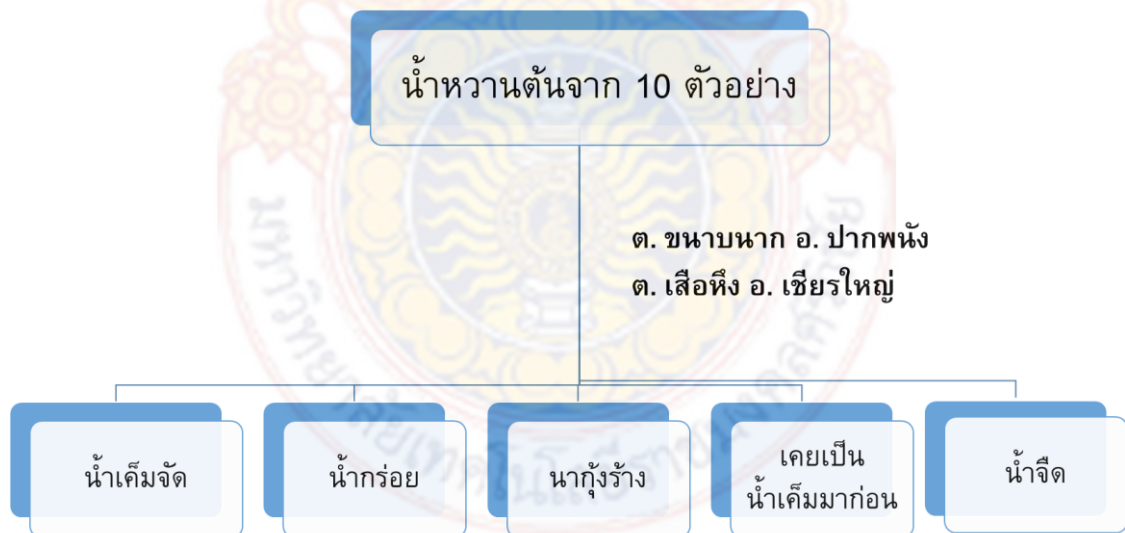 น้ำหวานต้นจาก 10 ตัวอย่าง
ต. ขนาบนาก อ. ปากพนัง
ต. เสือหึง อ. เชียรใหญ่
น้ำเค็มจัด
น้ำกร่อย
นากุ้งร้าง
เคยเป็น
น้ำเค็มมาก่อน
น้ำจืด